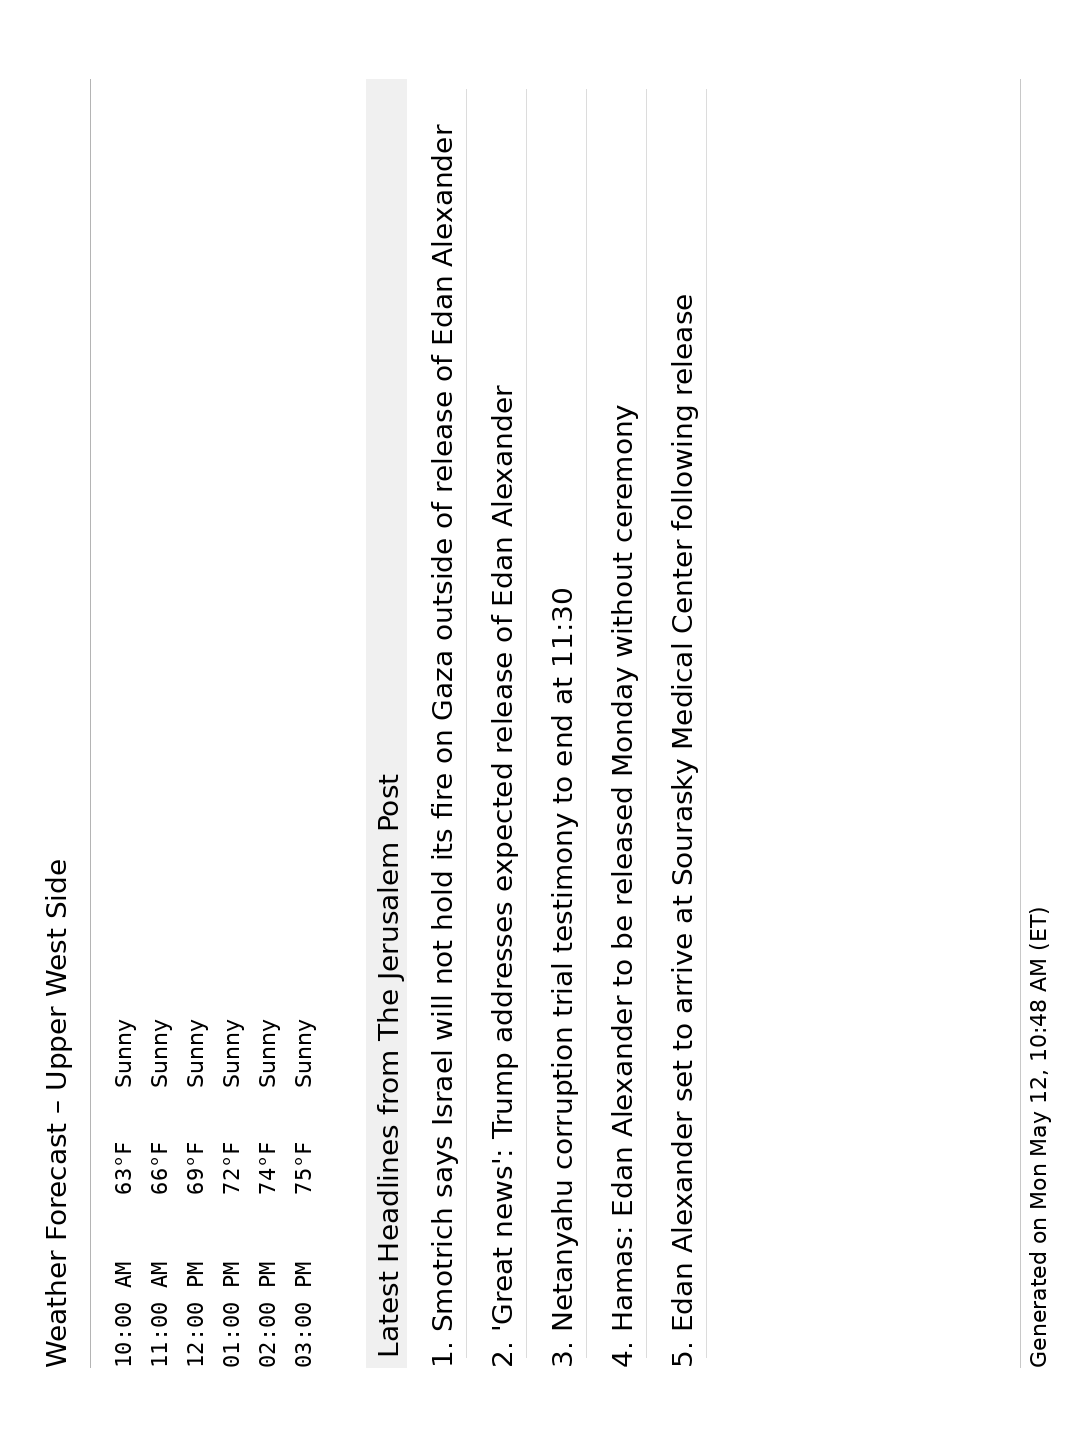 Weather Forecast – Upper West Side
10:00 AM 63°F Sunny
11:00 AM 66°F Sunny
12:00 PM 69°F Sunny
01:00 PM 72°F Sunny
02:00 PM 74°F Sunny
03:00 PM 75°F Sunny
Latest Headlines from The Jerusalem Post
1. Smotrich says Israel will not hold its fire on Gaza outside of release of Edan Alexander
2. 'Great news': Trump addresses expected release of Edan Alexander
3. Netanyahu corruption trial testimony to end at 11:30
4. Hamas: Edan Alexander to be released Monday without ceremony
5. Edan Alexander set to arrive at Sourasky Medical Center following release
Generated on Mon May 12, 10:48 AM (ET)